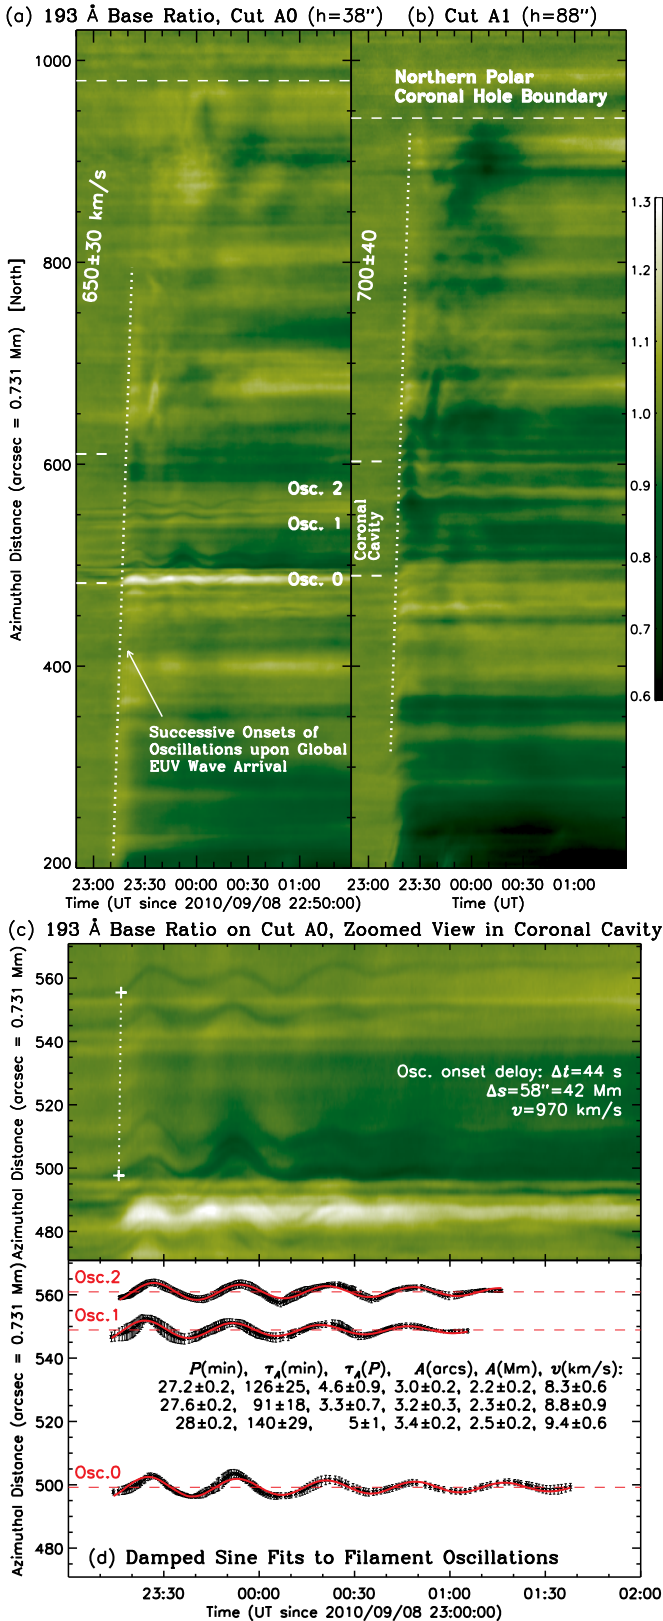 (a) 193 Å Base Ratio, Cut A0 (h=38")
(b) Cut A1 (h=88")
Northern Polar
Coronal Hole Boundary
650±30 km/s
700±40
Azimuthal Distance (arcsec = 0.731 Mm) [North]
1000
800
600
400
200
Osc. 2
Osc. 1
Osc. 0
Coronal
Cavity
Successive Onsets of
Oscillations upon Global
EUV Wave Arrival
1.3
1.2
1.1
1.0
0.9
0.8
0.7
0.6
23:00 23:30 00:00 00:30 01:00
Time (UT since 2010/09/08 22:50:00)
23:00 23:30 00:00 00:30 01:00
Time (UT)
(c) 193 Å Base Ratio on Cut A0, Zoomed View in Coronal Cavity
Azimuthal Distance (arcsec = 0.731 Mm)
560
540
520
500
480
Osc. onset delay: Δt=44 s
Δs=58"=42 Mm
v=970 km/s
Azimuthal Distance (arcsec = 0.731 Mm)
560
540
520
500
480
Osc.2
Osc.1
P(min), τA(min), τA(P), A(arcs), A(Mm), v(km/s):
27.2±0.2, 126±25, 4.6±0.9, 3.0±0.2, 2.2±0.2, 8.3±0.6
27.6±0.2, 91±18, 3.3±0.7, 3.2±0.3, 2.3±0.2, 8.8±0.9
28±0.2, 140±29, 5±1, 3.4±0.2, 2.5±0.2, 9.4±0.6
Osc.0
(d) Damped Sine Fits to Filament Oscillations
23:30 00:00 00:30 01:00 01:30 02:00
Time (UT since 2010/09/08 23:00:00)